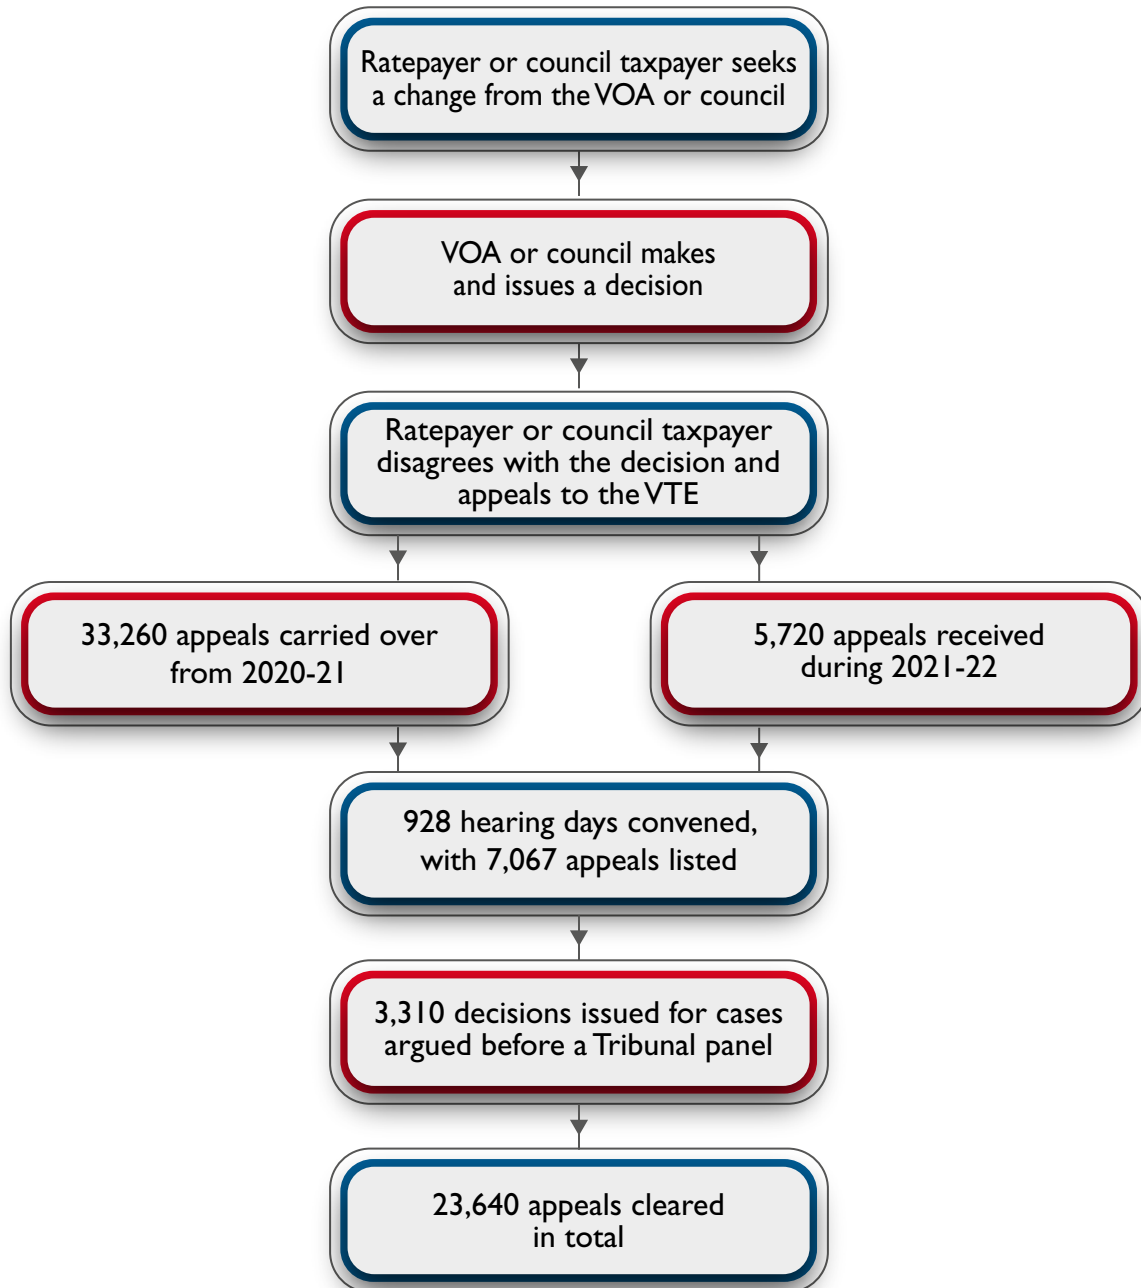 Ratepayer or council taxpayer seeks
a change from the VOA or council
VOA or council makes
and issues a decision
Ratepayer or council taxpayer
disagrees with the decision and
appeals to the VTE
33,260 appeals carried over
from 2020-21
5,720 appeals received
during 2021-22
928 hearing days convened,
with 7,067 appeals listed
3,310 decisions issued for cases
argued before a Tribunal panel
23,640 appeals cleared
in total